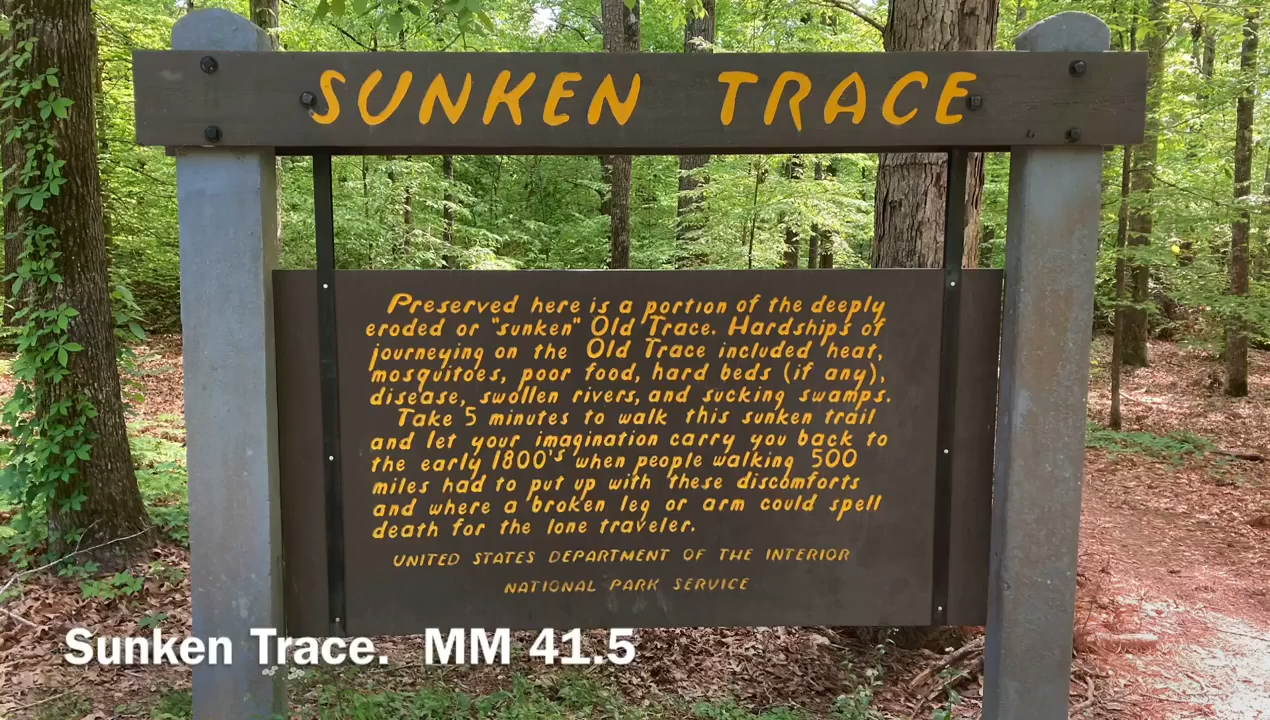 SUNKEN TRACE
Preserved here is a portion of the deeply
eroded or "sunken" Old Trace. Hardships of
journeying on the Old Trace included heat,
mosquitoes, poor food, hard beds (if any),
disease, swollen rivers, and sucking swamps.
Take 5 minutes to walk this sunken trail
and let your imagination carry you back to
the early 1800's when people walking 500
miles had to put up with these discomforts
and where a broken leg or arm could spell
death for the lone traveler.
UNITED STATES DEPARTMENT OF THE INTERIOR
NATIONAL PARK SERVICE
Sunken Trace. MM 41.5